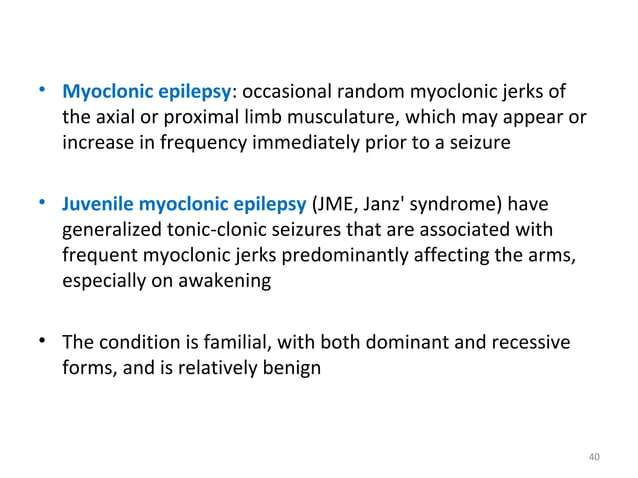 • Myoclonic epilepsy: occasional random myoclonic jerks of
the axial or proximal limb musculature, which may appear or
increase in frequency immediately prior to a seizure
• Juvenile myoclonic epilepsy (JME, Janz' syndrome) have
generalized tonic-clonic seizures that are associated with
frequent myoclonic jerks predominantly affecting the arms,
especially on awakening
• The condition is familial, with both dominant and recessive
forms, and is relatively benign
40